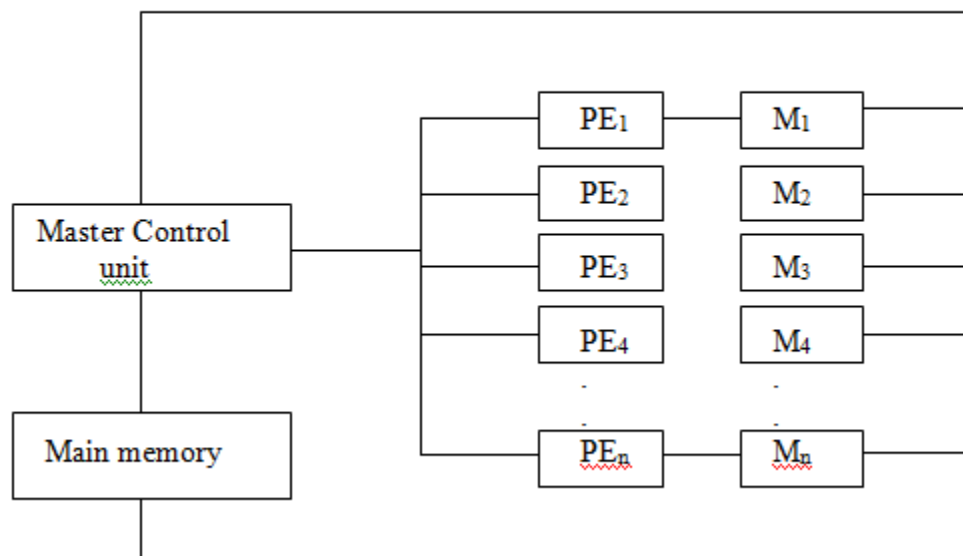 PE₁ M₁
PE₂ M₂
Master Control
unit
PE₃ M₃
PE₄ M₄
. .
. .
Main memory
PEₙ Mₙ